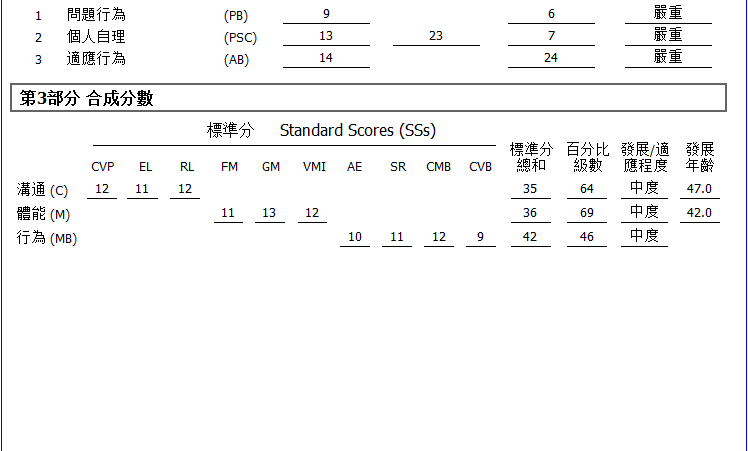 1 問題行為 (PB) 9 6 嚴重
2 個人自理 (PSC) 13 23 7 嚴重
3 適應行為 (AB) 14 24 嚴重
第3部分 合成分數
標準分 Standard Scores (SSs)
標準分 百分比 發展/適 發展
總和 級數 應程度 年齡
CVP EL RL FM GM VMI AE SR CMB CVB
溝通 (C) 12 11 12 35 64 中度 47.0
體能 (M) 11 13 12 36 69 中度 42.0
行為 (MB) 10 11 12 9 42 46 中度